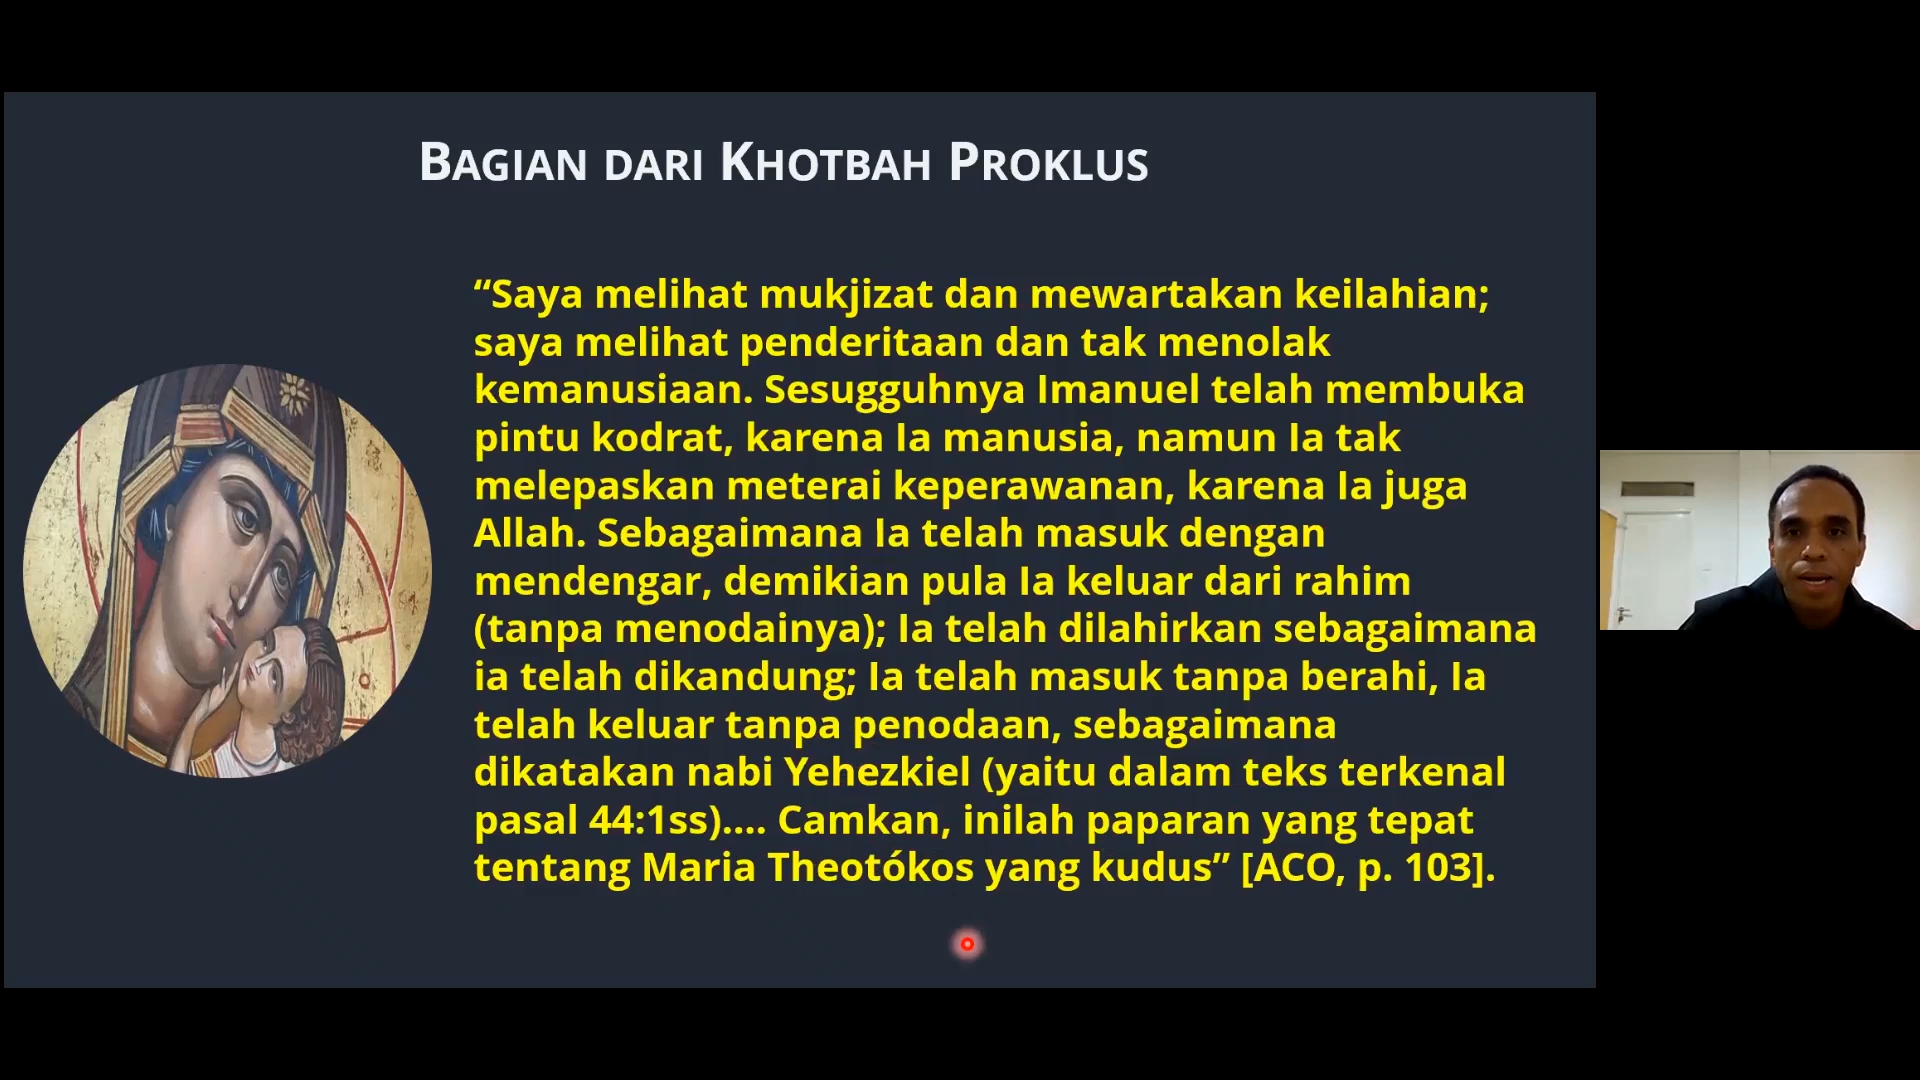 BAGIAN DARI KHOTBAH PROKLUS
“Saya melihat mukjizat dan mewartakan keilahian;
saya melihat penderitaan dan tak menolak
kemanusiaan. Sesugguhnya Imanuel telah membuka
pintu kodrat, karena Ia manusia, namun Ia tak
melepaskan meterai keperawanan, karena Ia juga
Allah. Sebagaimana Ia telah masuk dengan
mendengar, demikian pula Ia keluar dari rahim
(tanpa menodainya); Ia telah dilahirkan sebagaimana
ia telah dikandung; Ia telah masuk tanpa berahi, Ia
telah keluar tanpa penodaan, sebagaimana
dikatakan nabi Yehezkiel (yaitu dalam teks terkenal
pasal 44:1ss)…. Camkan, inilah paparan yang tepat
tentang Maria Theotókos yang kudus” [ACO, p. 103].